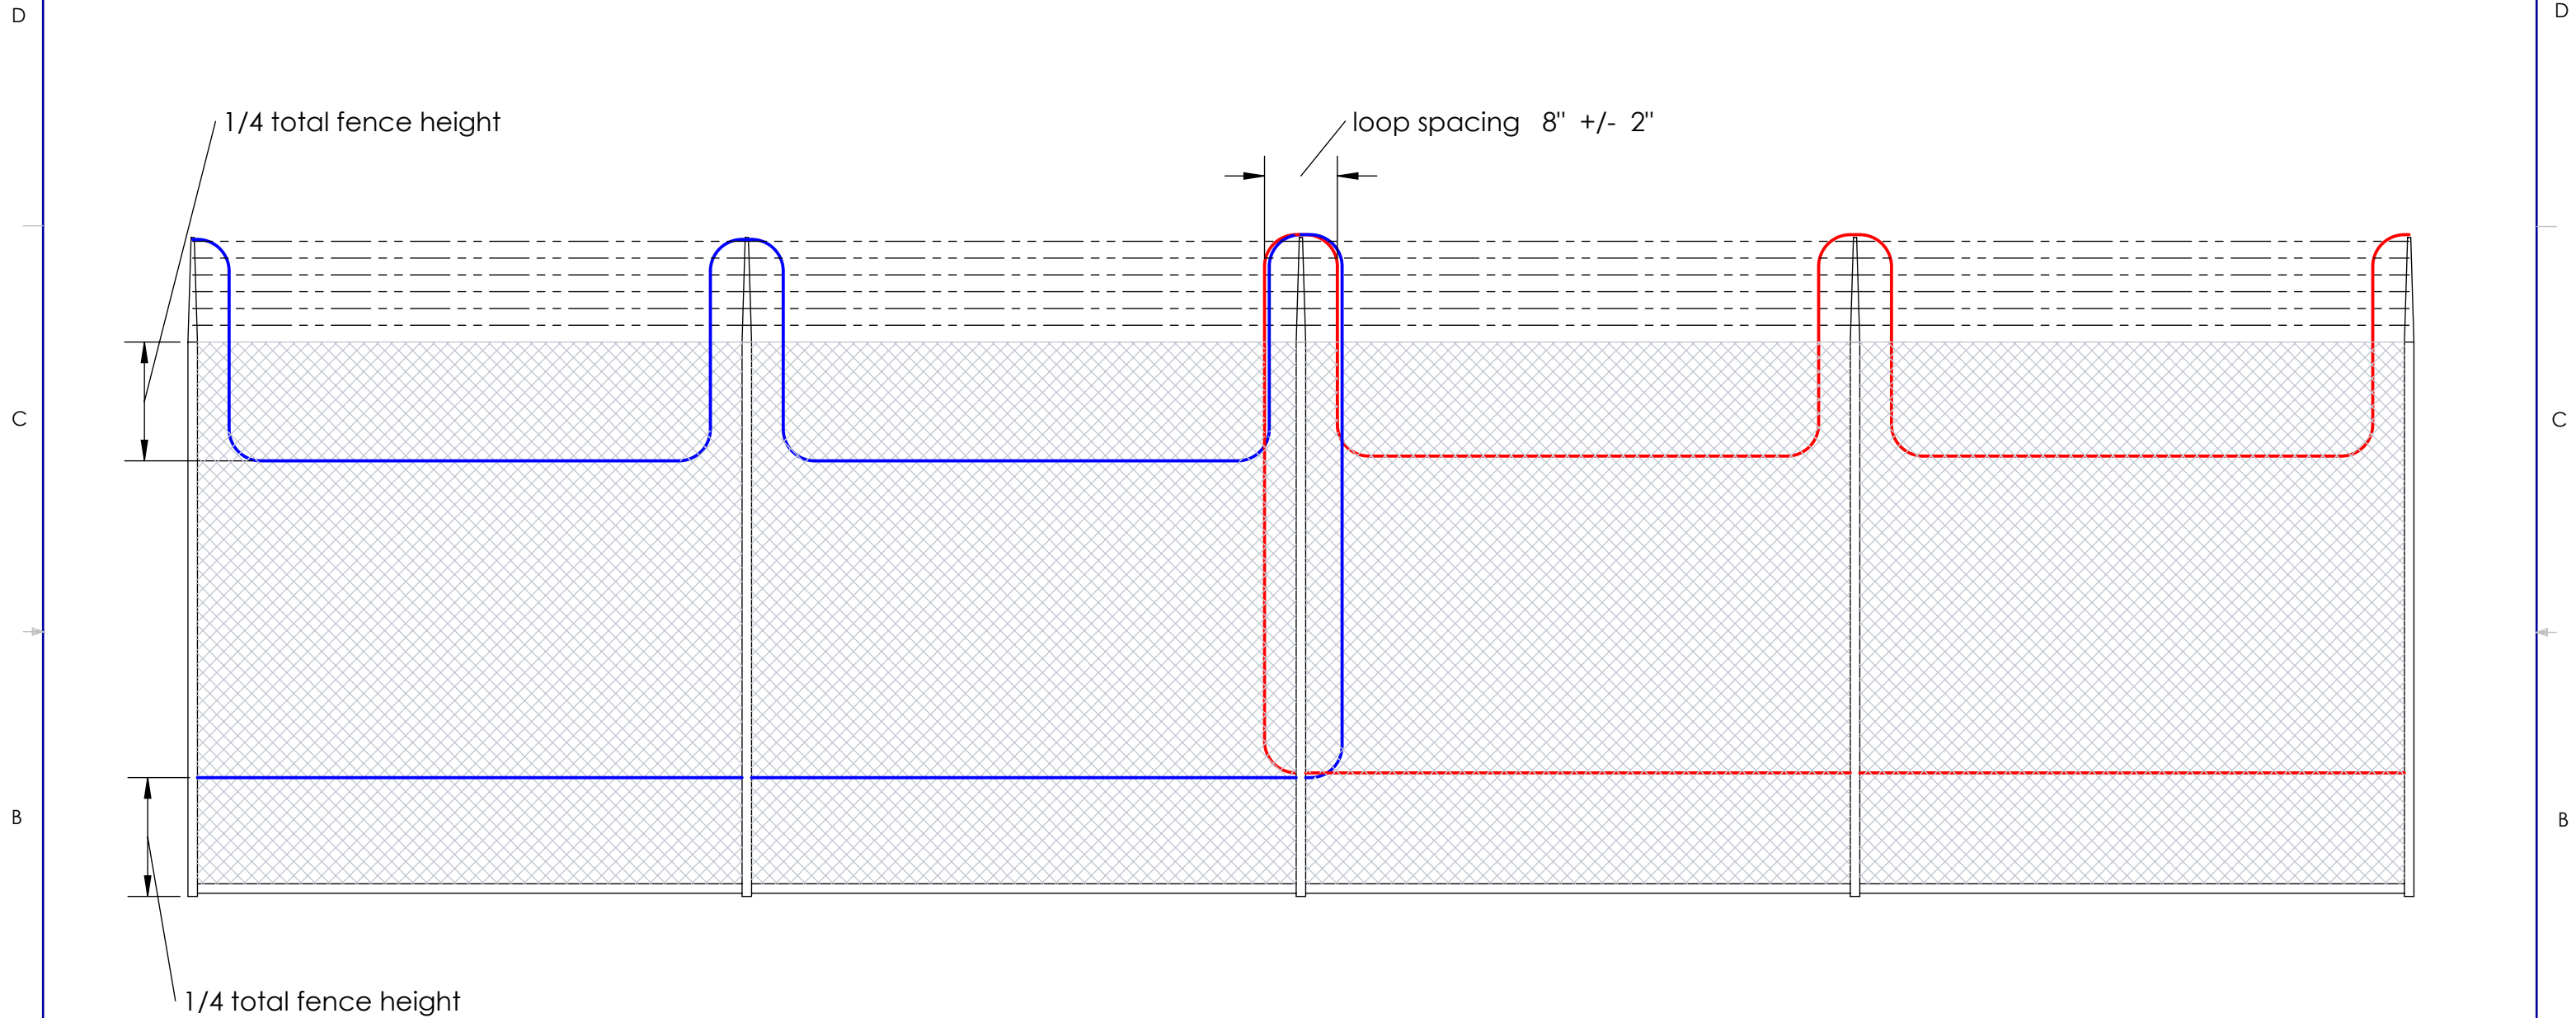 D
D
1/4 total fence height
loop spacing 8" +/- 2"
C
C
B
B
1/4 total fence height